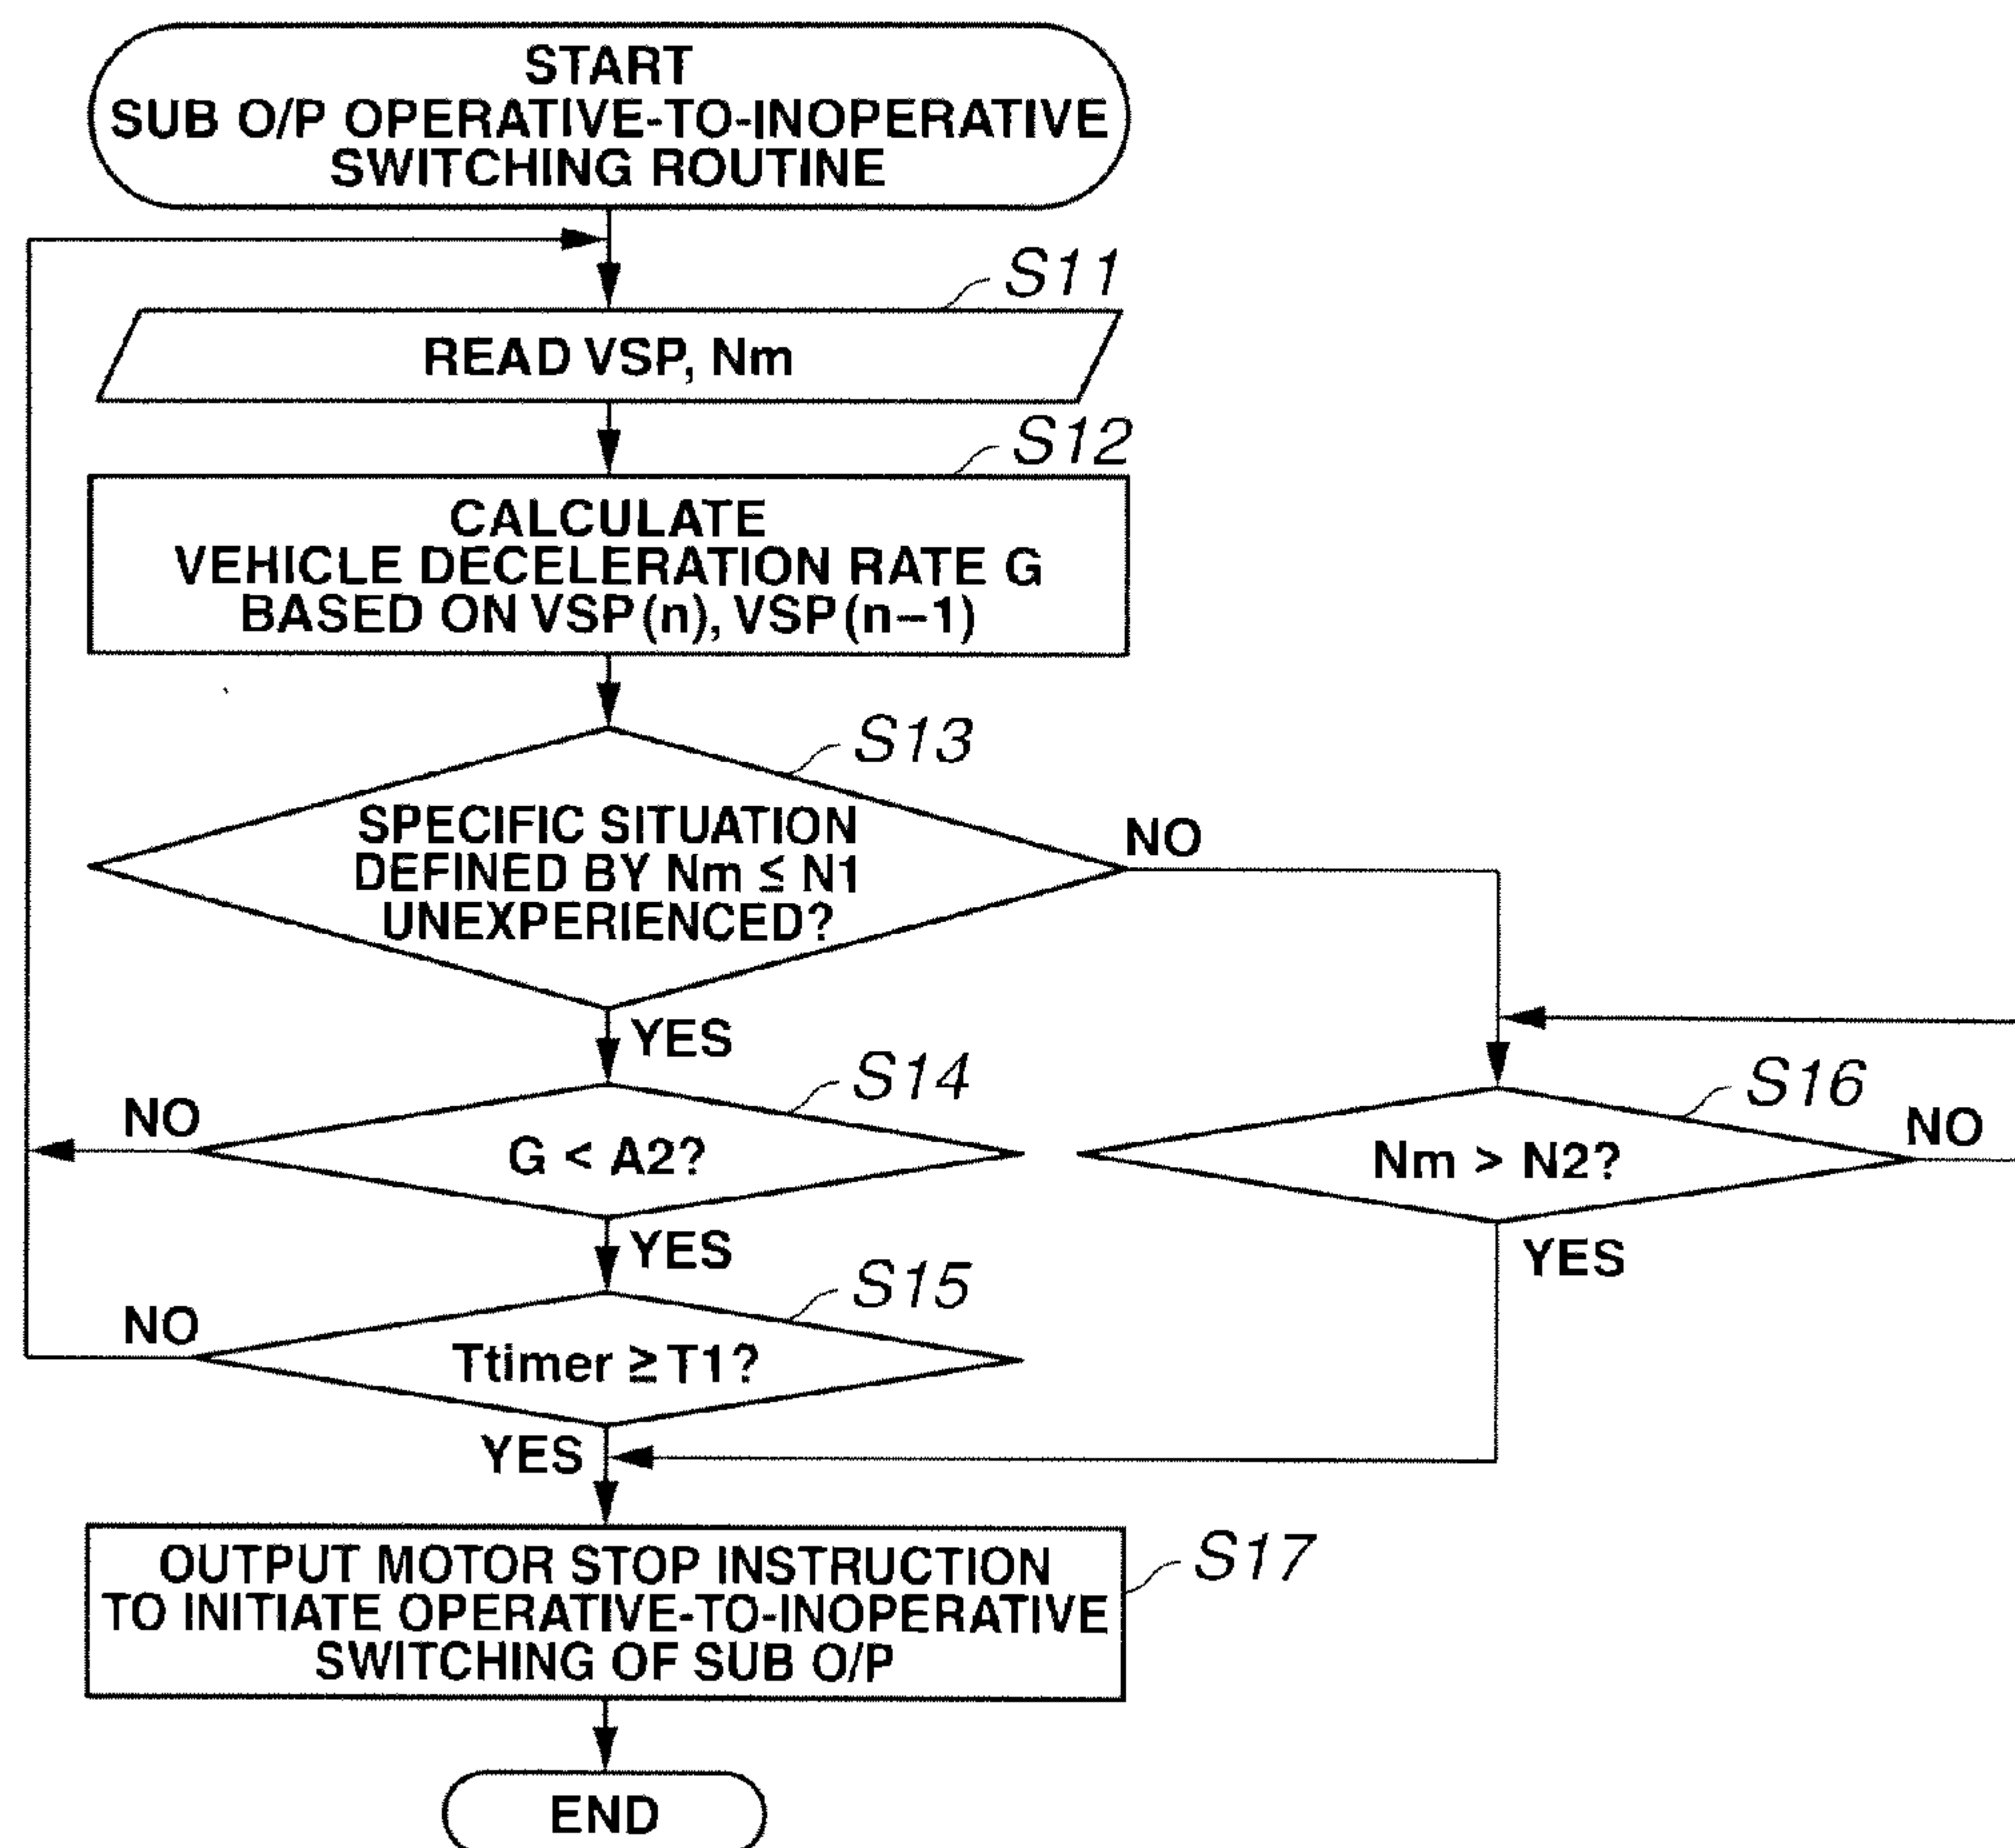 START
SUB O/P OPERATIVE-TO-INOPERATIVE
SWITCHING ROUTINE
S11
READ VSP, Nm
S12
CALCULATE
VEHICLE DECELERATION RATE G
BASED ON VSP(n), VSP(n−1)
S13
SPECIFIC SITUATION
DEFINED BY Nm ≤ N1
UNEXPERIENCED?
NO
YES
S14
NO
G < A2?
YES
S16
Nm > N2?
NO
YES
S15
NO
Ttimer ≧ T1?
YES
OUTPUT MOTOR STOP INSTRUCTION
TO INITIATE OPERATIVE-TO-INOPERATIVE
SWITCHING OF SUB O/P
S17
END